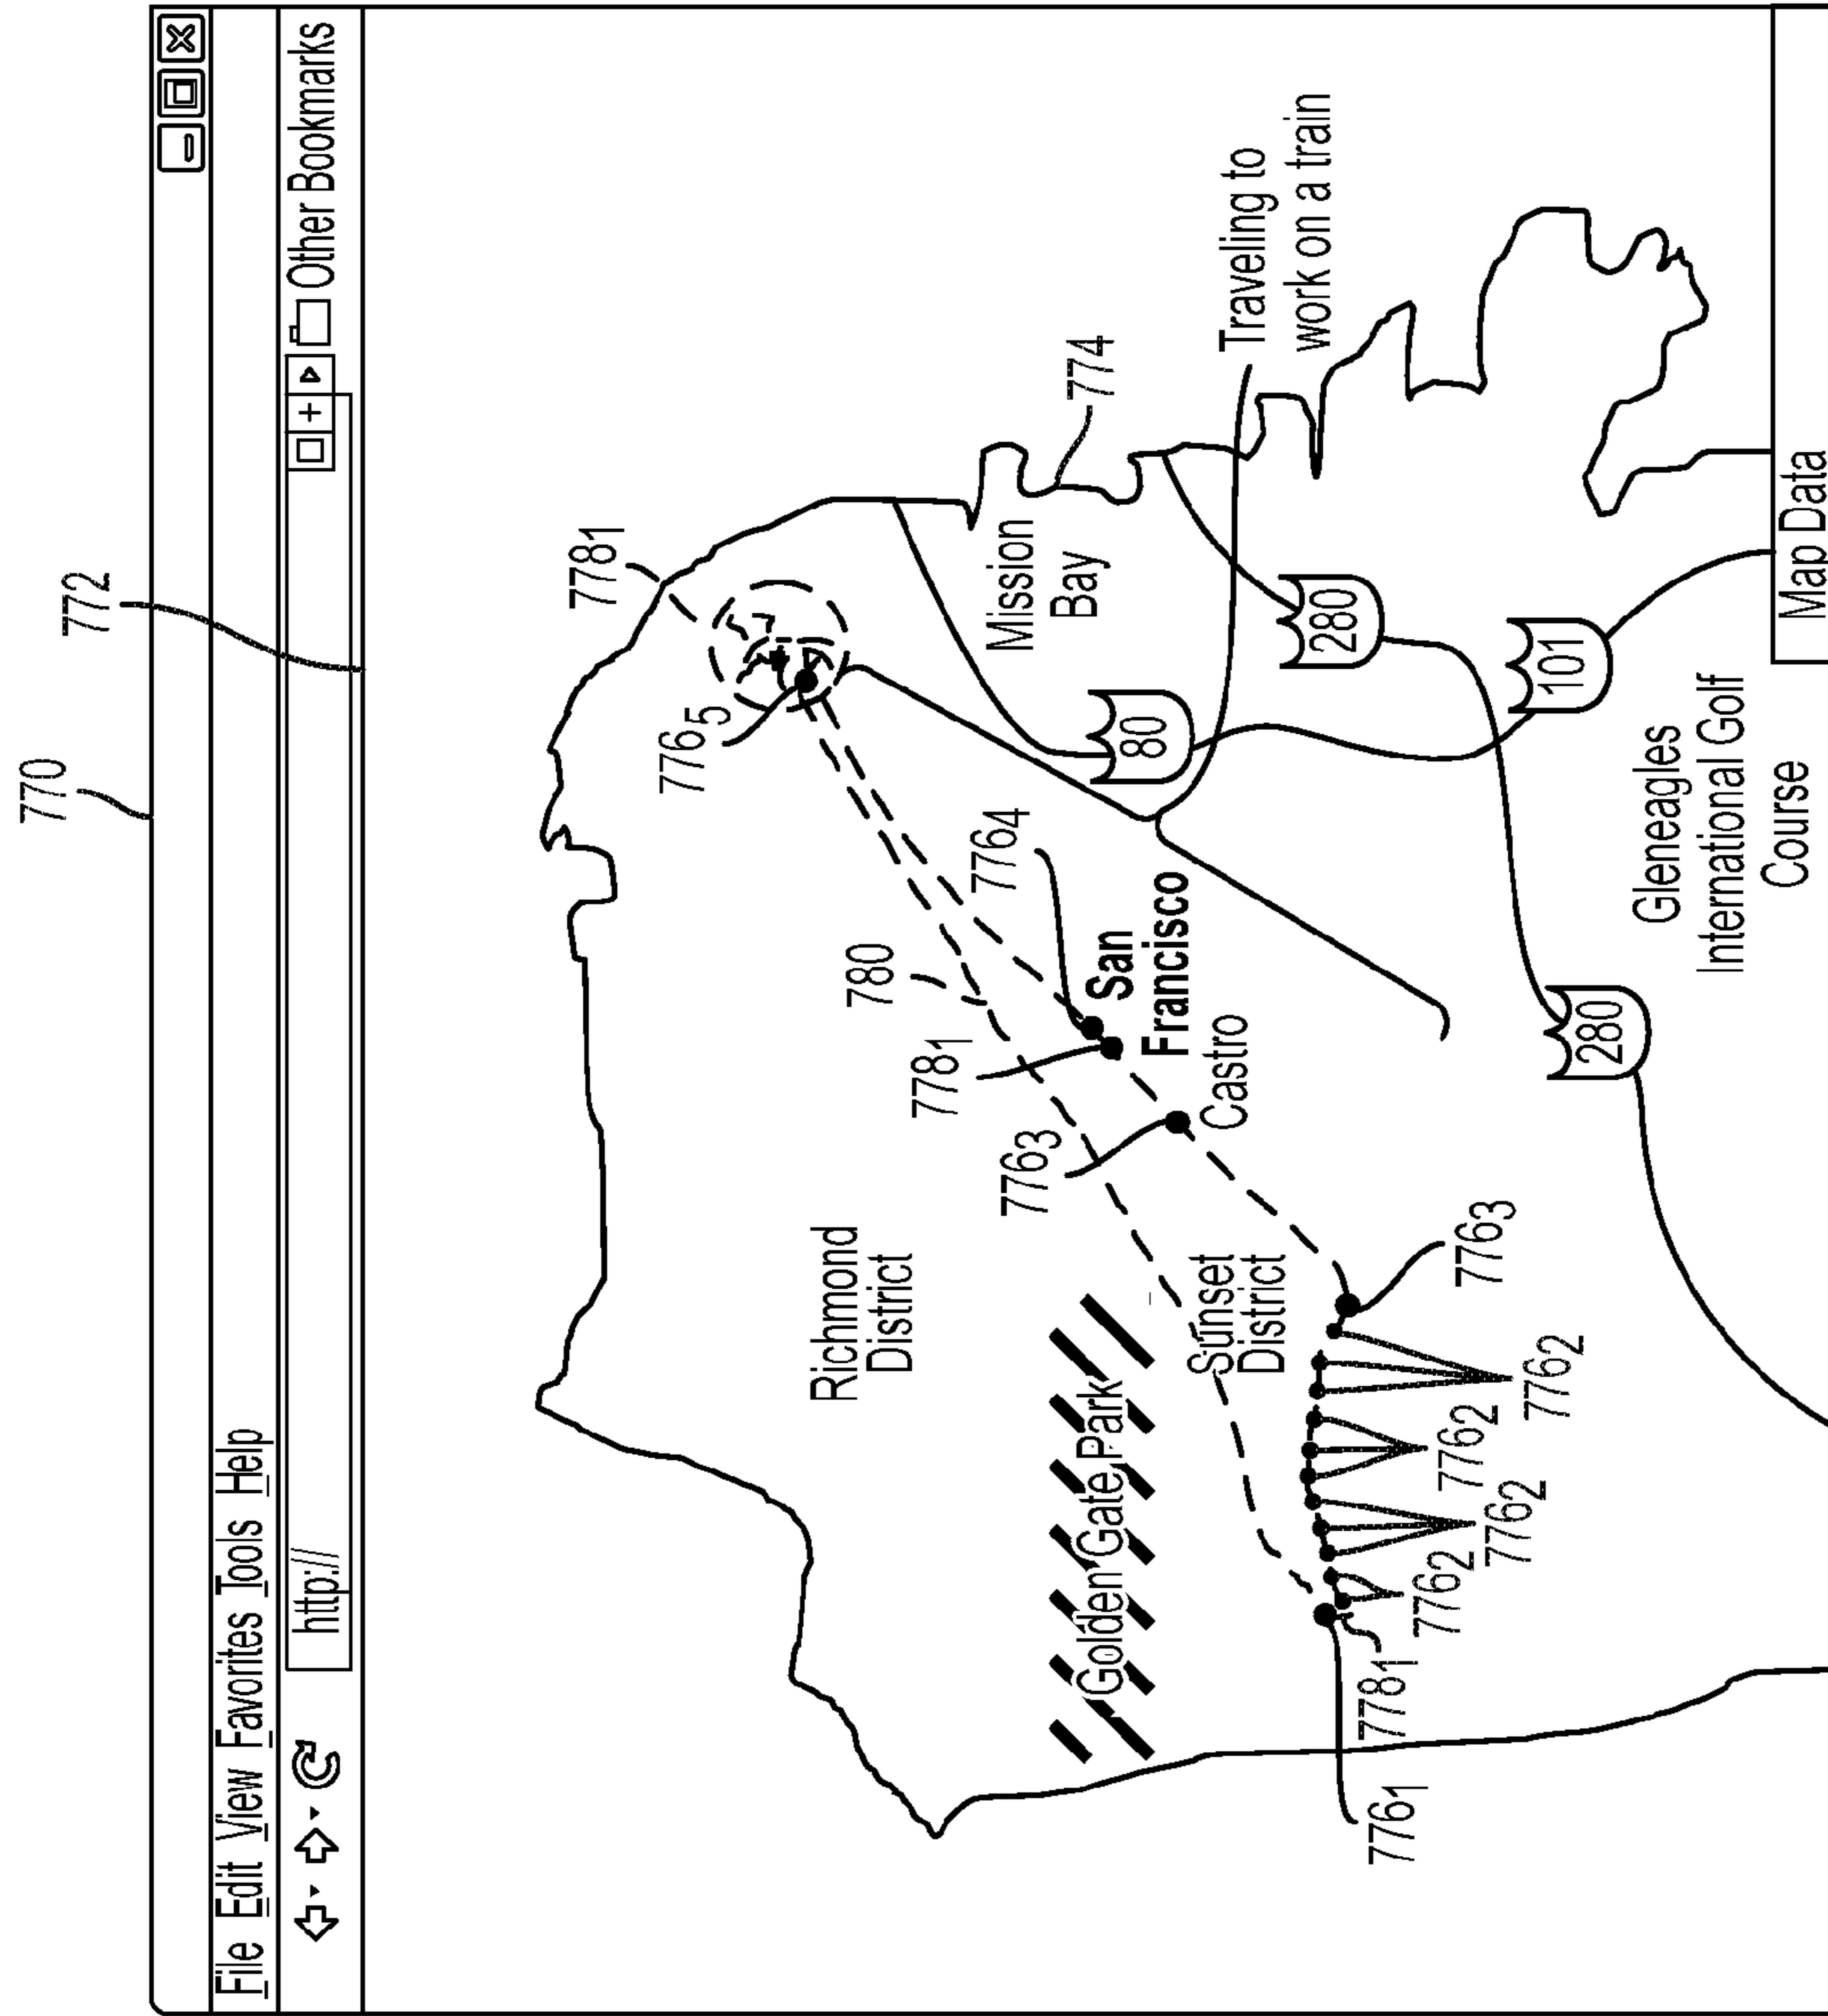 770
772
File Edit View Favorites Tools Help
http://
Other Bookmarks
778₁
776₅
Richmond
District
780
778₁
776₄
776₃
Mission
Bay
774
Golden Gate Park
San
Francisco
80
Castro
Sunset
District
Traveling to
work on a train
280
776₁
778₁
776₂
776₂
776₂
776₂
776₃
101
280
Gleneagles
International Golf
Course
Map Data